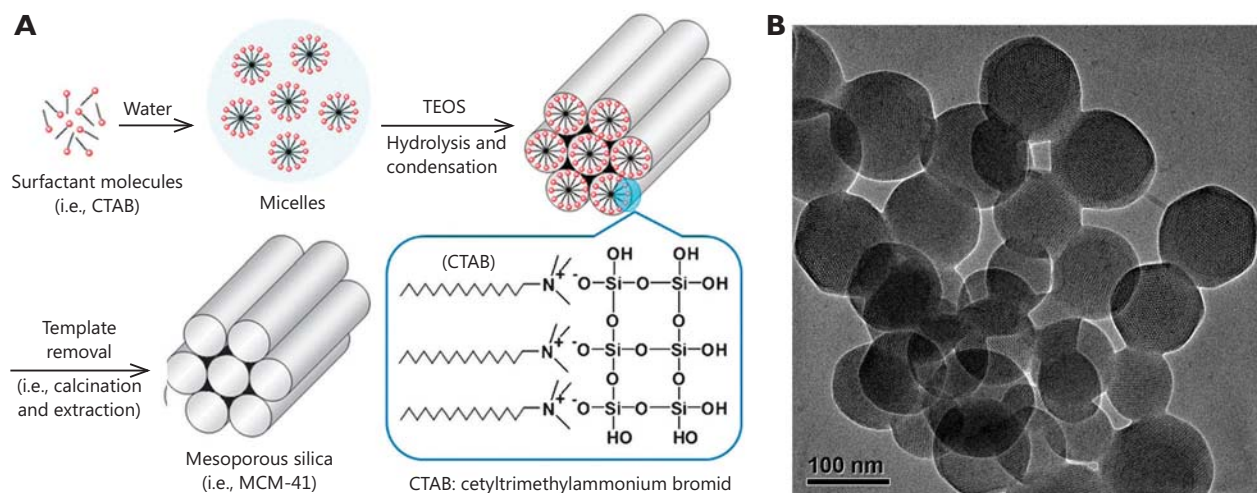 A
Water
Surfactant molecules
(i.e., CTAB)
Micelles
TEOS
Hydrolysis and
condensation
Template
removal
(i.e., calcination
and extraction)
Mesoporous silica
(i.e., MCM-41)
(CTAB)
OH OH
N + - O Si O Si OH
O O
N + - O Si O Si OH
O O
N + - O Si O Si OH
HO OH
CTAB: cetyltrimethylammonium bromid
B
100 nm